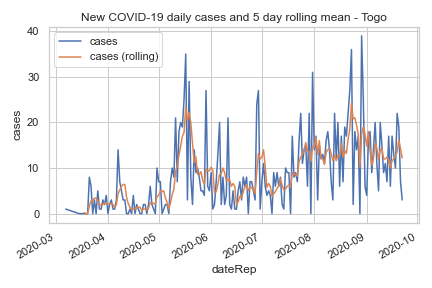 New COVID-19 daily cases and 5 day rolling mean - Togo
cases
cases (rolling)
cases
40
30
20
10
0
2020-03
2020-04
2020-05
2020-06
2020-07
2020-08
2020-09
2020-10
dateRep